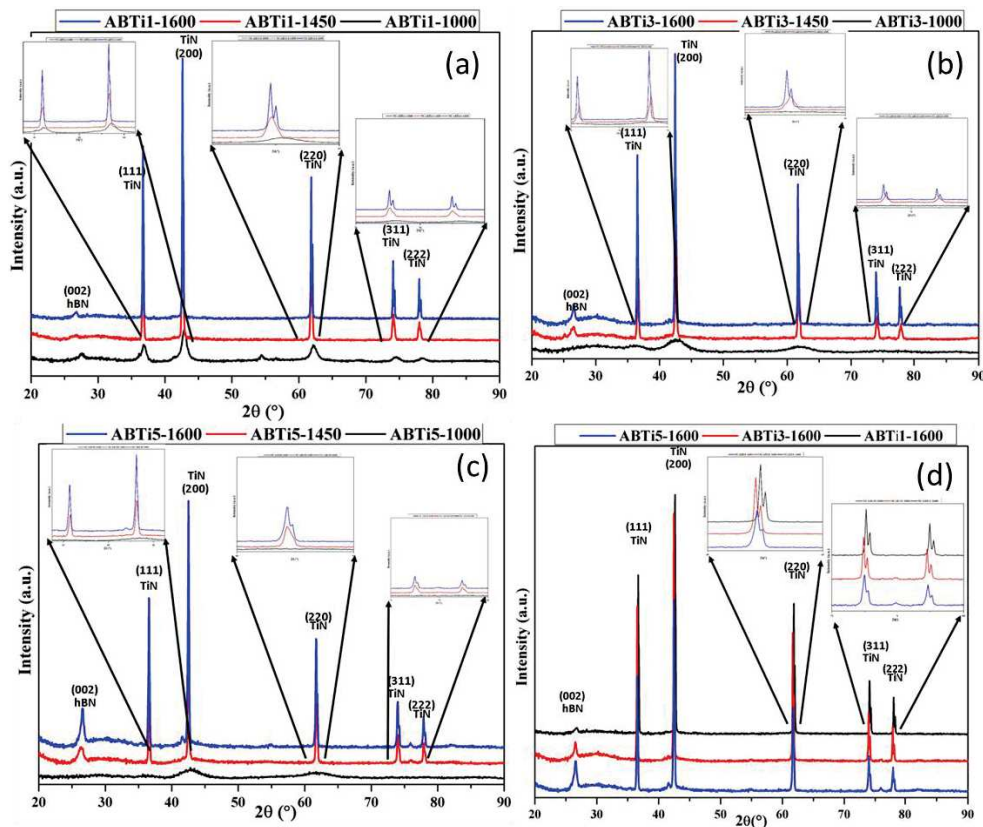 ABTi1-1600 ABTi1-1450 ABTi1-1000
(a)
TiN
(200)
(111)
TiN
(220)
TiN
(311)
TiN
(222)
TiN
(002)
hBN
Intensity (a.u.)
20 30 40 50 60 70 80 90
2θ (°)
ABTi3-1600 ABTi3-1450 ABTi3-1000
(b)
TiN
(200)
(111)
TiN
(220)
TiN
(311)
TiN
(222)
TiN
(002)
hBN
Intensity (a.u.)
20 30 40 50 60 70 80 90
2θ (°)
ABTi5-1600 ABTi5-1450 ABTi5-1000
(c)
TiN
(200)
(111)
TiN
(220)
TiN
(311)
TiN
(222)
TiN
(002)
hBN
Intensity (a.u.)
20 30 40 50 60 70 80 90
2θ (°)
ABTi5-1600 ABTi3-1600 ABTi1-1600
(d)
TiN
(200)
(111)
TiN
(220)
TiN
(311)
TiN
(222)
TiN
(002)
hBN
Intensity (a.u.)
20 30 40 50 60 70 80 90
2θ(°)